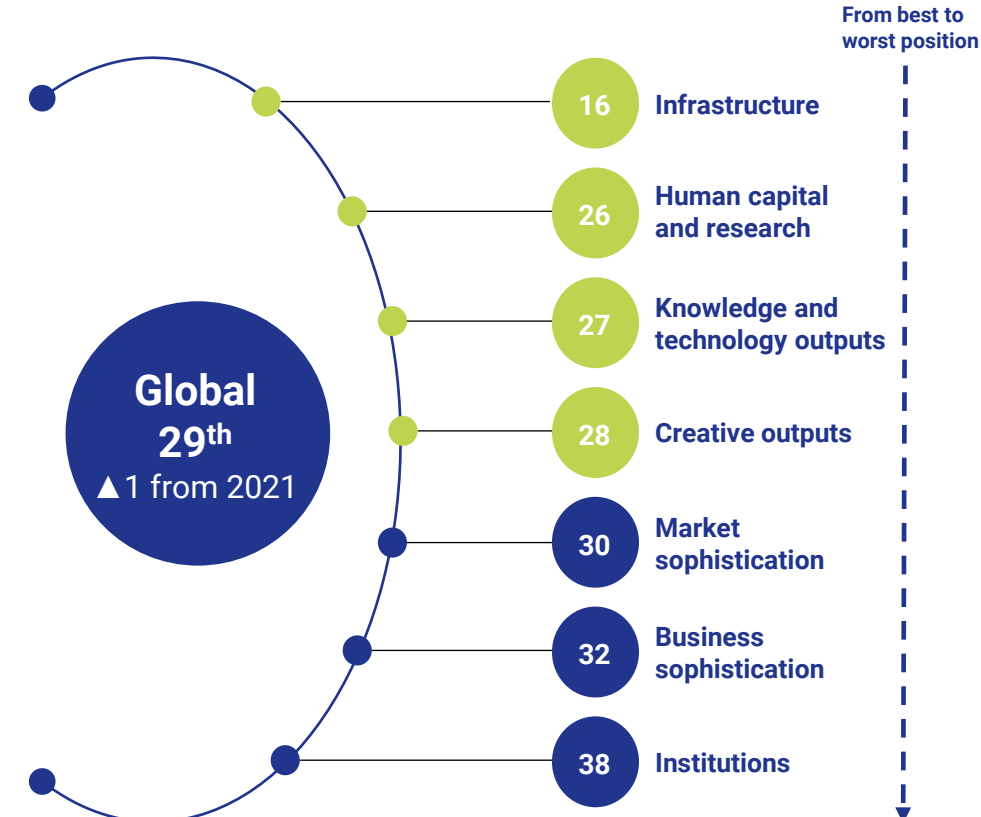 From best to
worst position
16 Infrastructure
26 Human capital
and research
27 Knowledge and
technology outputs
Global
29th
▲1 from 2021
28 Creative outputs
30 Market
sophistication
32 Business
sophistication
38 Institutions